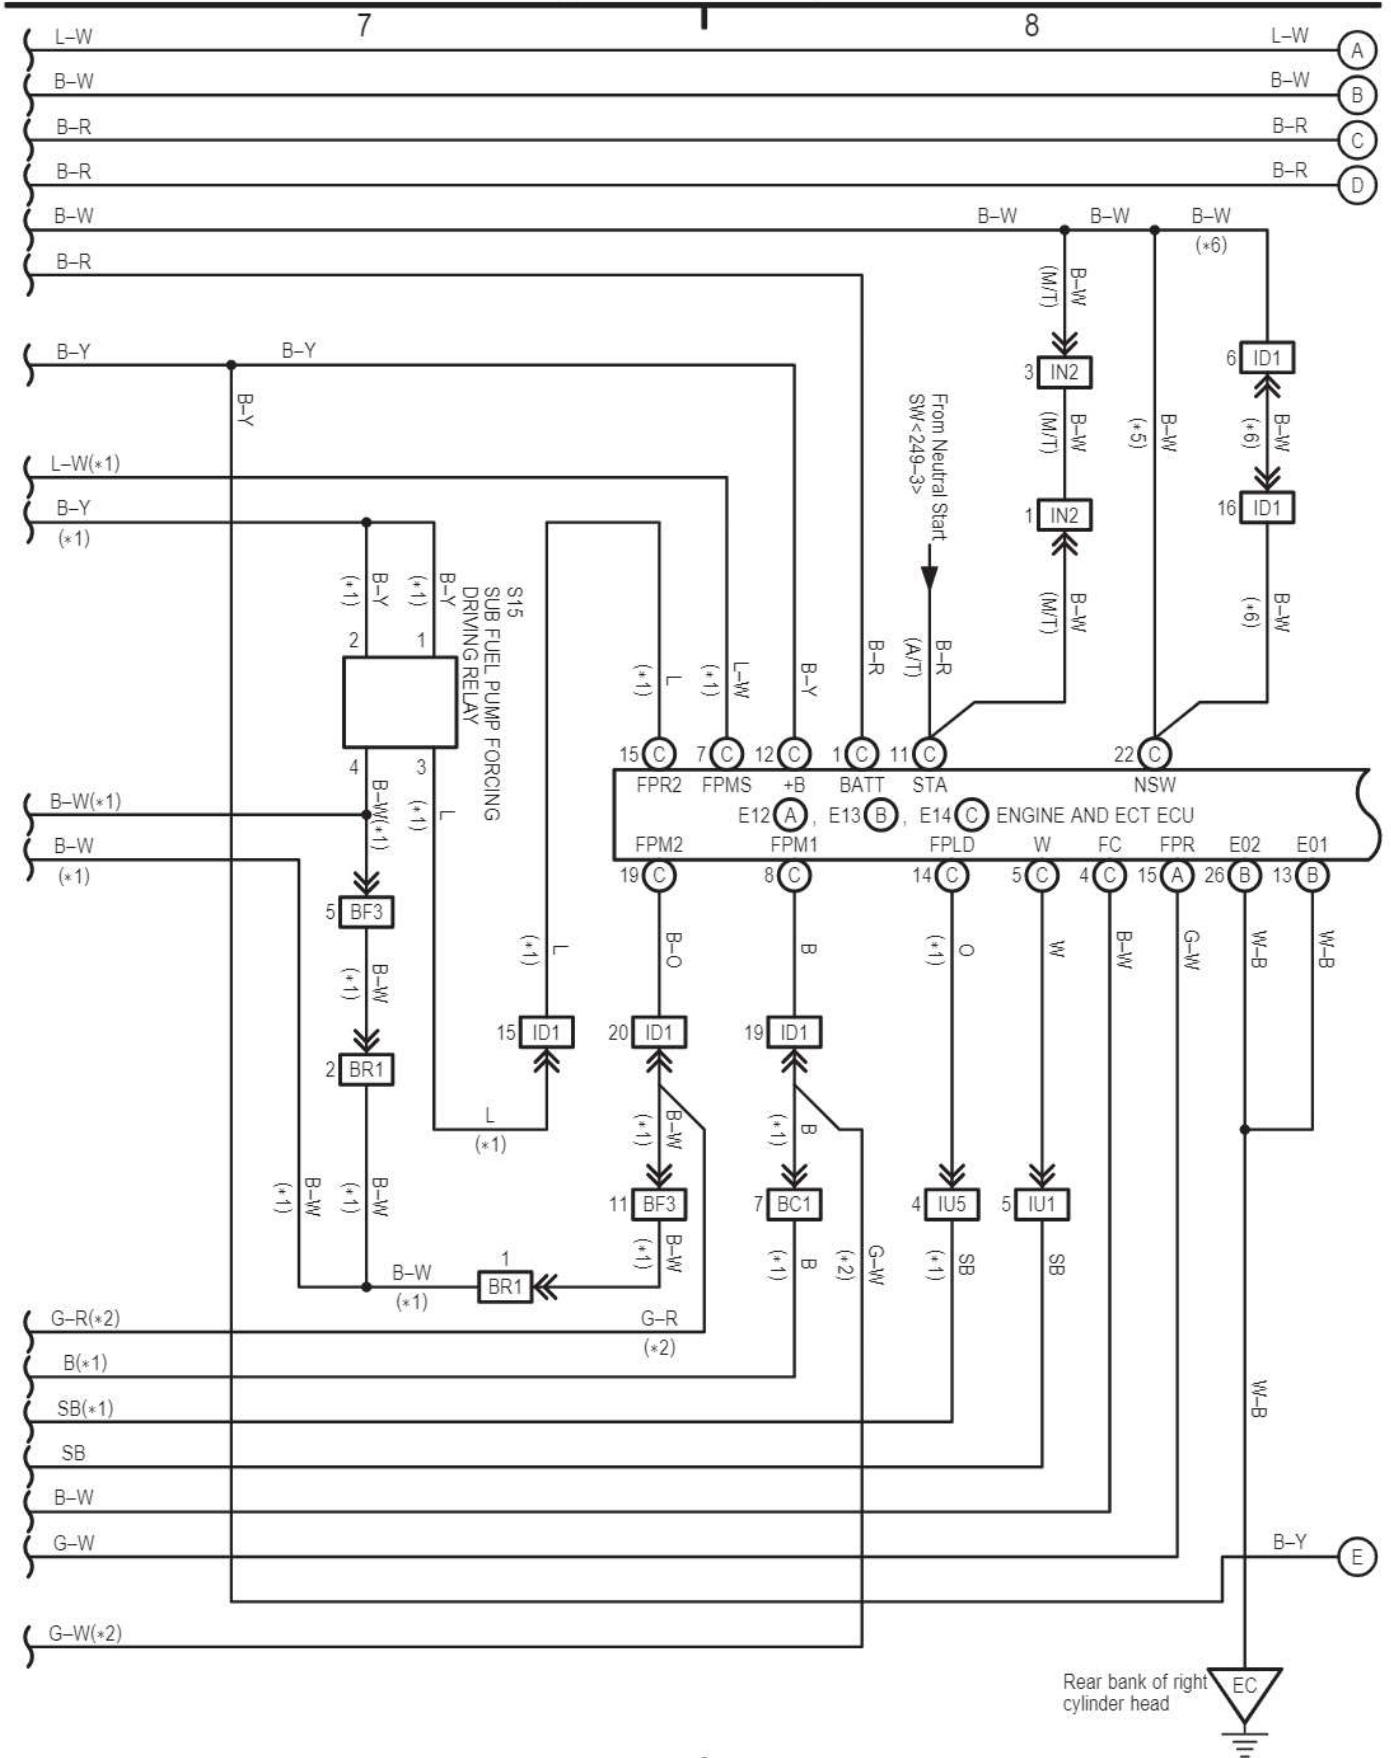 7 8
L–W L–W A
B–W B–W B
B–R B–R C
B–R B–R D
B–W B–W B–W B–W
(*6)
B–R
B–W
(M/T)
B–Y B–Y
3 IN2 6 ID1
B–Y
From Neutral Start
SW<249–3>
B–W
(M/T)
B–W
(*5)
B–W
(*6)
L–W(*1)
B–Y
(*1)
1 IN2 16 ID1
B–Y
(*1)
B–Y
(*1)
S15
SUB FUEL PUMP FORCING
DRIVING RELAY
B–W
(M/T)
B–W
(*6)
2 1
L
(*1)
L–W
(*1)
B–Y
B–R
B–R
(A/T)
4 3
15 C 7 C 12 C 1 C 11 C 22 C
FPR2 FPMS +B BATT STA NSW
B–W(*1)
B–W(*1)
L
(*1)
E12 A , E13 B , E14 C ENGINE AND ECT ECU
B–W
(*1)
FPM2 FPM1 FPLD W FC FPR E02 E01
19 C 8 C 14 C 5 C 4 C 15 A 26 B 13 B
5 BF3
B–W
(*1)
L
(*1)
B–O
B
O
(*1)
W
B–W
G–W
W–B
W–B
15 ID1 20 ID1 19 ID1
2 BR1
L
(*1)
B–W
(*1)
B
(*1)
B–W
(*1)
B–W
(*1)
11 BF3 7 BC1 4 IU5 5 IU1
B–W
(*1)
1
BR1
B–W
(*1)
B
(*1)
G–W
(*2)
SB
(*1)
SB
G–R(*2) G–R
(*2)
B(*1)
SB(*1)
W–B
SB
B–W
G–W B–Y E
G–W(*2)
Rear bank of right
cylinder head
EC